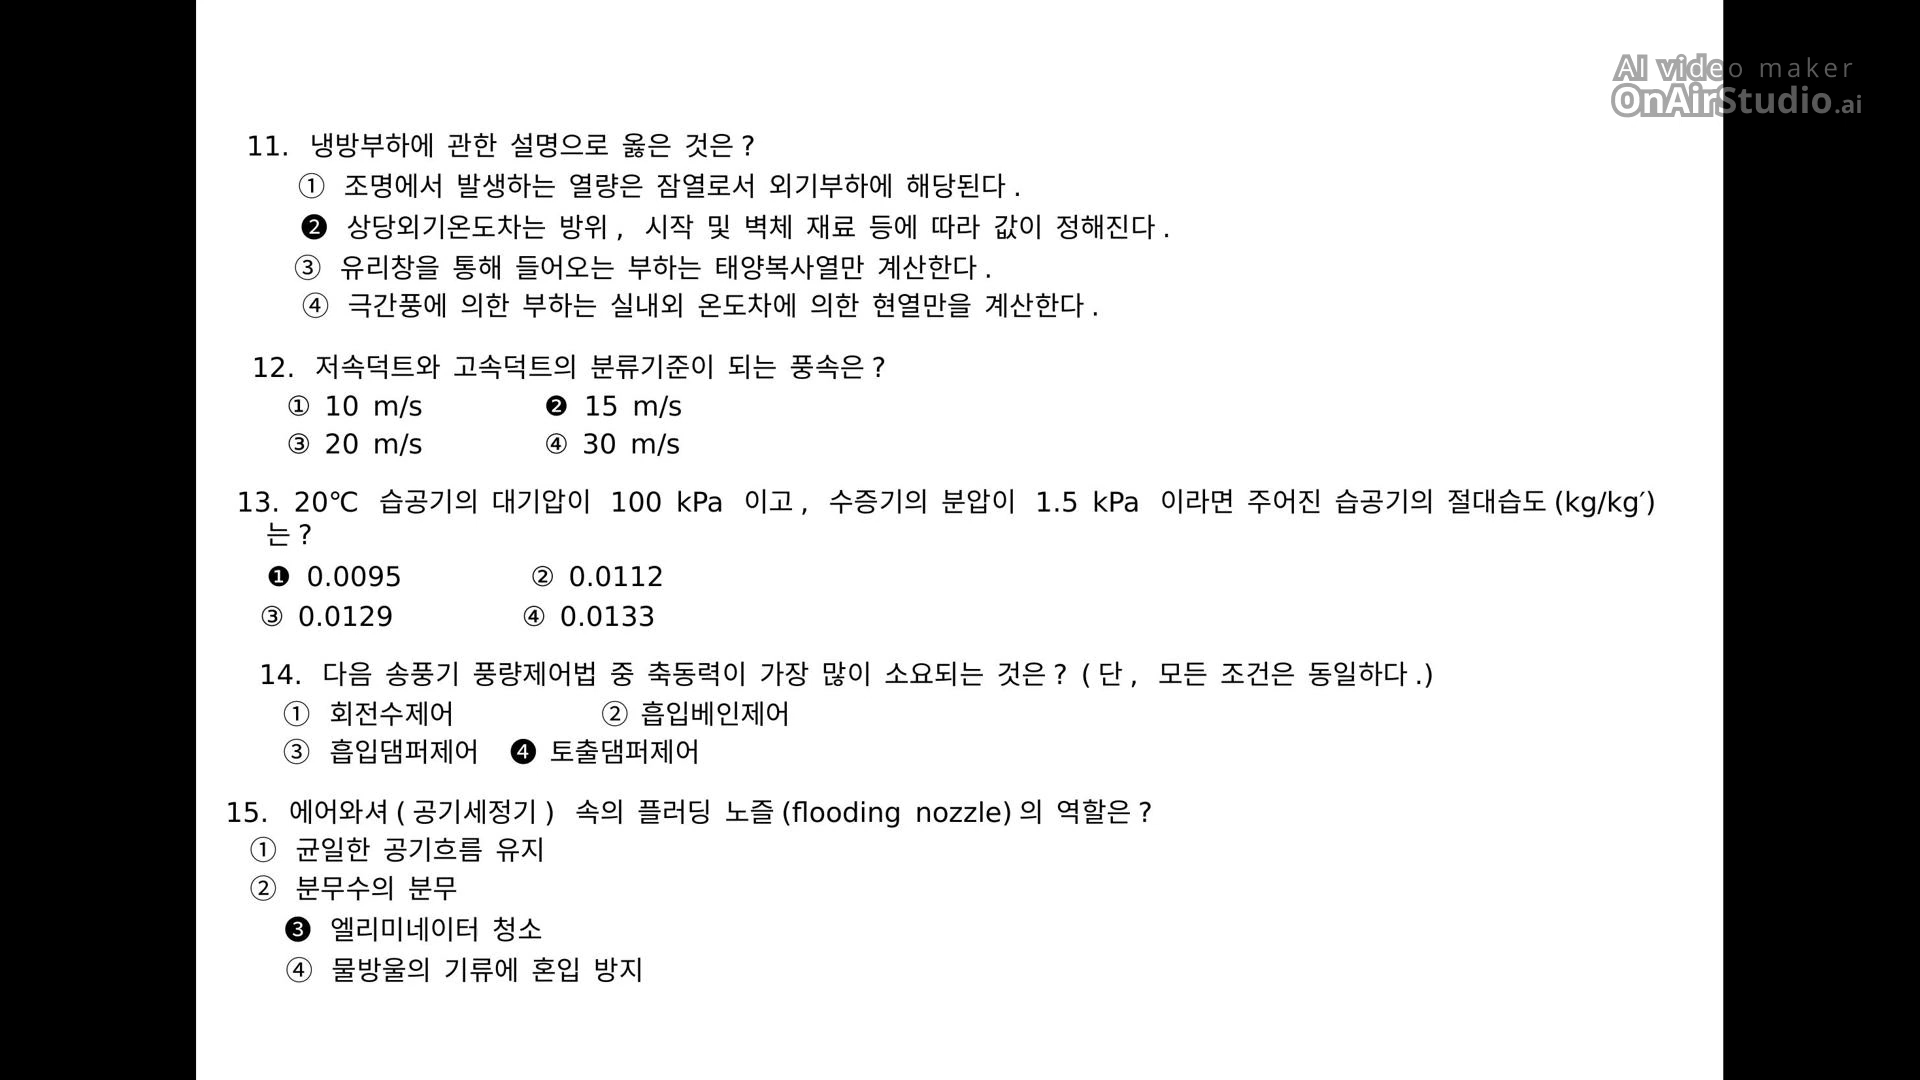 AI video maker
OnAirStudio.ai
11. 냉방부하에 관한 설명으로 옳은 것은?
① 조명에서 발생하는 열량은 잠열로서 외기부하에 해당된다.
❷ 상당외기온도차는 방위, 시작 및 벽체 재료 등에 따라 값이 정해진다.
③ 유리창을 통해 들어오는 부하는 태양복사열만 계산한다.
④ 극간풍에 의한 부하는 실내외 온도차에 의한 현열만을 계산한다.
12. 저속덕트와 고속덕트의 분류기준이 되는 풍속은?
① 10 m/s ❷ 15 m/s
③ 20 m/s ④ 30 m/s
13. 20℃ 습공기의 대기압이 100 kPa 이고, 수증기의 분압이 1.5 kPa 이라면 주어진 습공기의 절대습도(kg/kg′)
는?
❶ 0.0095 ② 0.0112
③ 0.0129 ④ 0.0133
14. 다음 송풍기 풍량제어법 중 축동력이 가장 많이 소요되는 것은? (단, 모든 조건은 동일하다.)
① 회전수제어 ② 흡입베인제어
③ 흡입댐퍼제어 ❹ 토출댐퍼제어
15. 에어와셔(공기세정기) 속의 플러딩 노즐(flooding nozzle)의 역할은?
① 균일한 공기흐름 유지
② 분무수의 분무
❸ 엘리미네이터 청소
④ 물방울의 기류에 혼입 방지